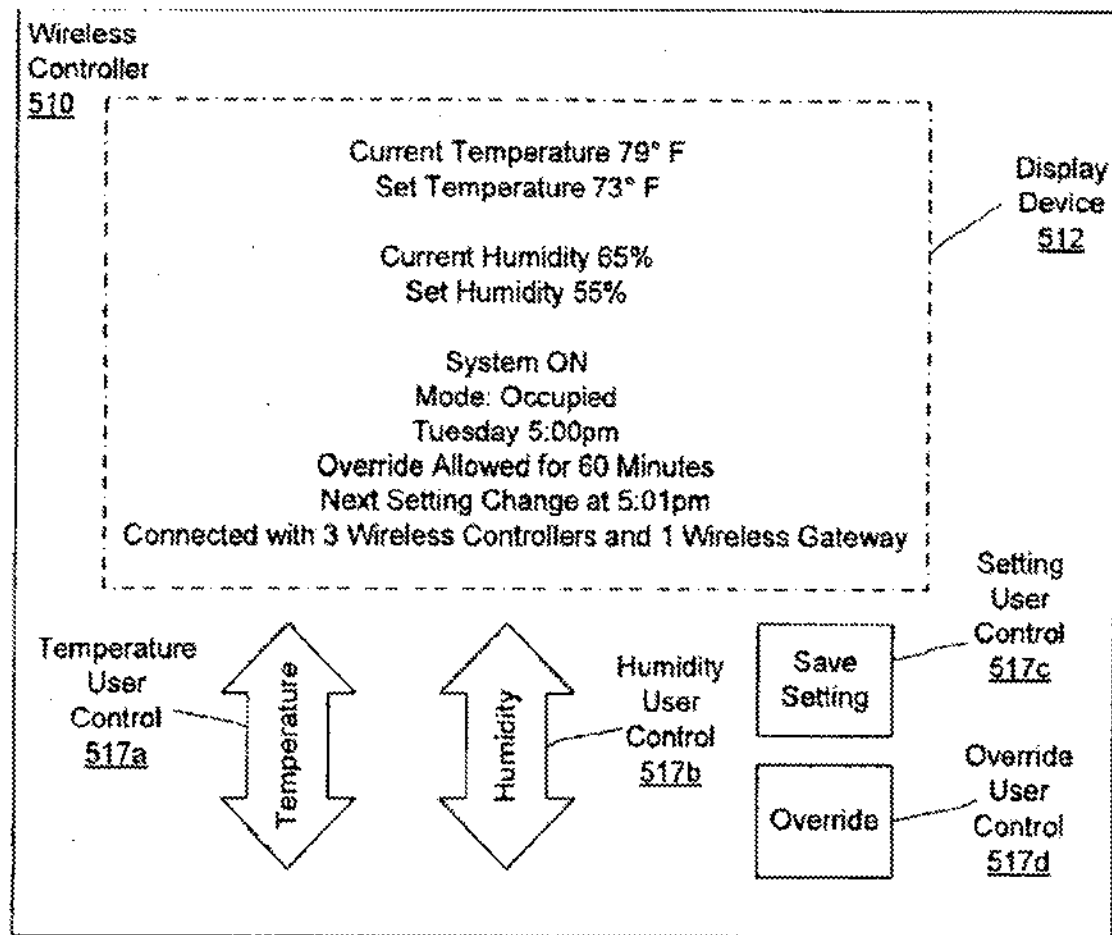 Wireless
Controller
510
Current Temperature 79° F
Set Temperature 73° F
Current Humidity 65%
Set Humidity 55%
System ON
Mode: Occupied
Tuesday 5:00pm
Override Allowed for 60 Minutes
Next Setting Change at 5:01pm
Connected with 3 Wireless Controllers and 1 Wireless Gateway
Display
Device
512
Temperature
User
Control
517a
Temperature
Humidity
Humidity
User
Control
517b
Save
Setting
Setting
User
Control
517c
Override
Override
User
Control
517d